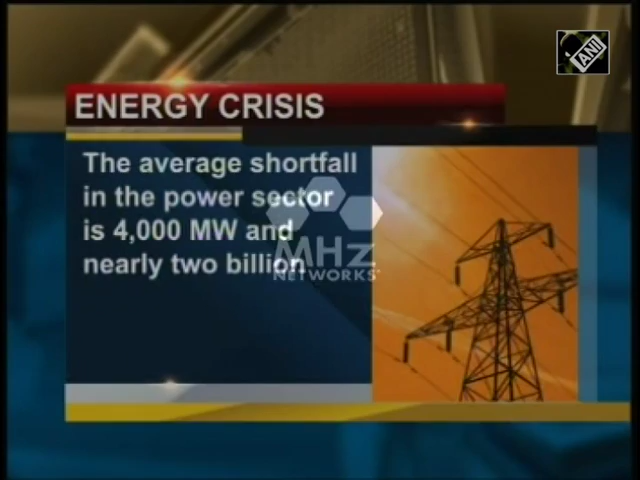 ANI
ENERGY CRISIS
The average shortfall
in the power sector
is 4,000 MW and
nearly two billion
MHz
NETWORKS